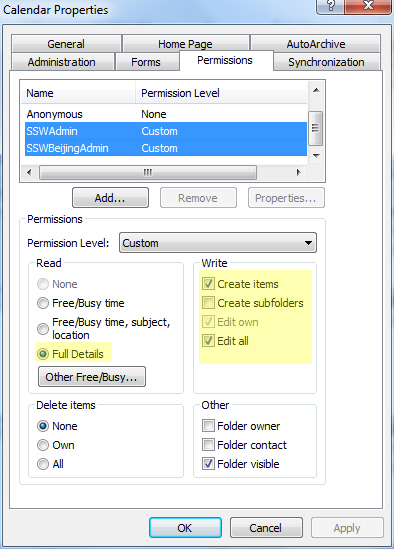 Calendar Properties
?
General Home Page AutoArchive
Administration Forms Permissions Synchronization
Name Permission Level
Anonymous None
SSWAdmin Custom
SSWBeijingAdmin Custom
Add... Remove Properties...
Permissions
Permission Level: Custom
Read
None
Free/Busy time
Free/Busy time, subject,
location
Full Details
Other Free/Busy...
Write
Create items
Create subfolders
Edit own
Edit all
Delete items
None
Own
All
Other
Folder owner
Folder contact
Folder visible
OK Cancel Apply